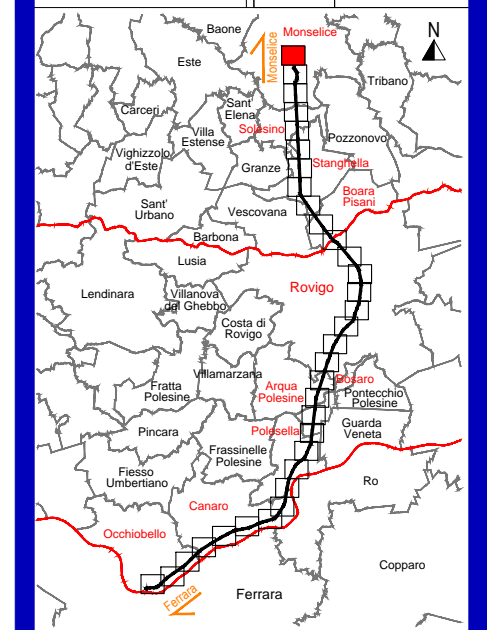 Baone
Monselice
N
Monselice
Este
Tribano
Carceri
Sant'
Elena
Solesino
Villa
Estense
Pozzonovo
Vighizzolo
d'Este
Granze
Stanghella
Boara
Pisani
Sant'
Urbano
Vescovana
Barbona
Lusia
Rovigo
Lendinara
Villanova
del Ghebbo
Costa di
Rovigo
Villamarzana
Fratta
Polesine
Arqua
Polesine
Bosaro
Pontecchio
Polesine
Pincara
Polesella
Guarda
Veneta
Frassinelle
Polesine
Fiesso
Umbertiano
Ro
Canaro
Occhiobello
Copparo
Ferrara
Ferrara